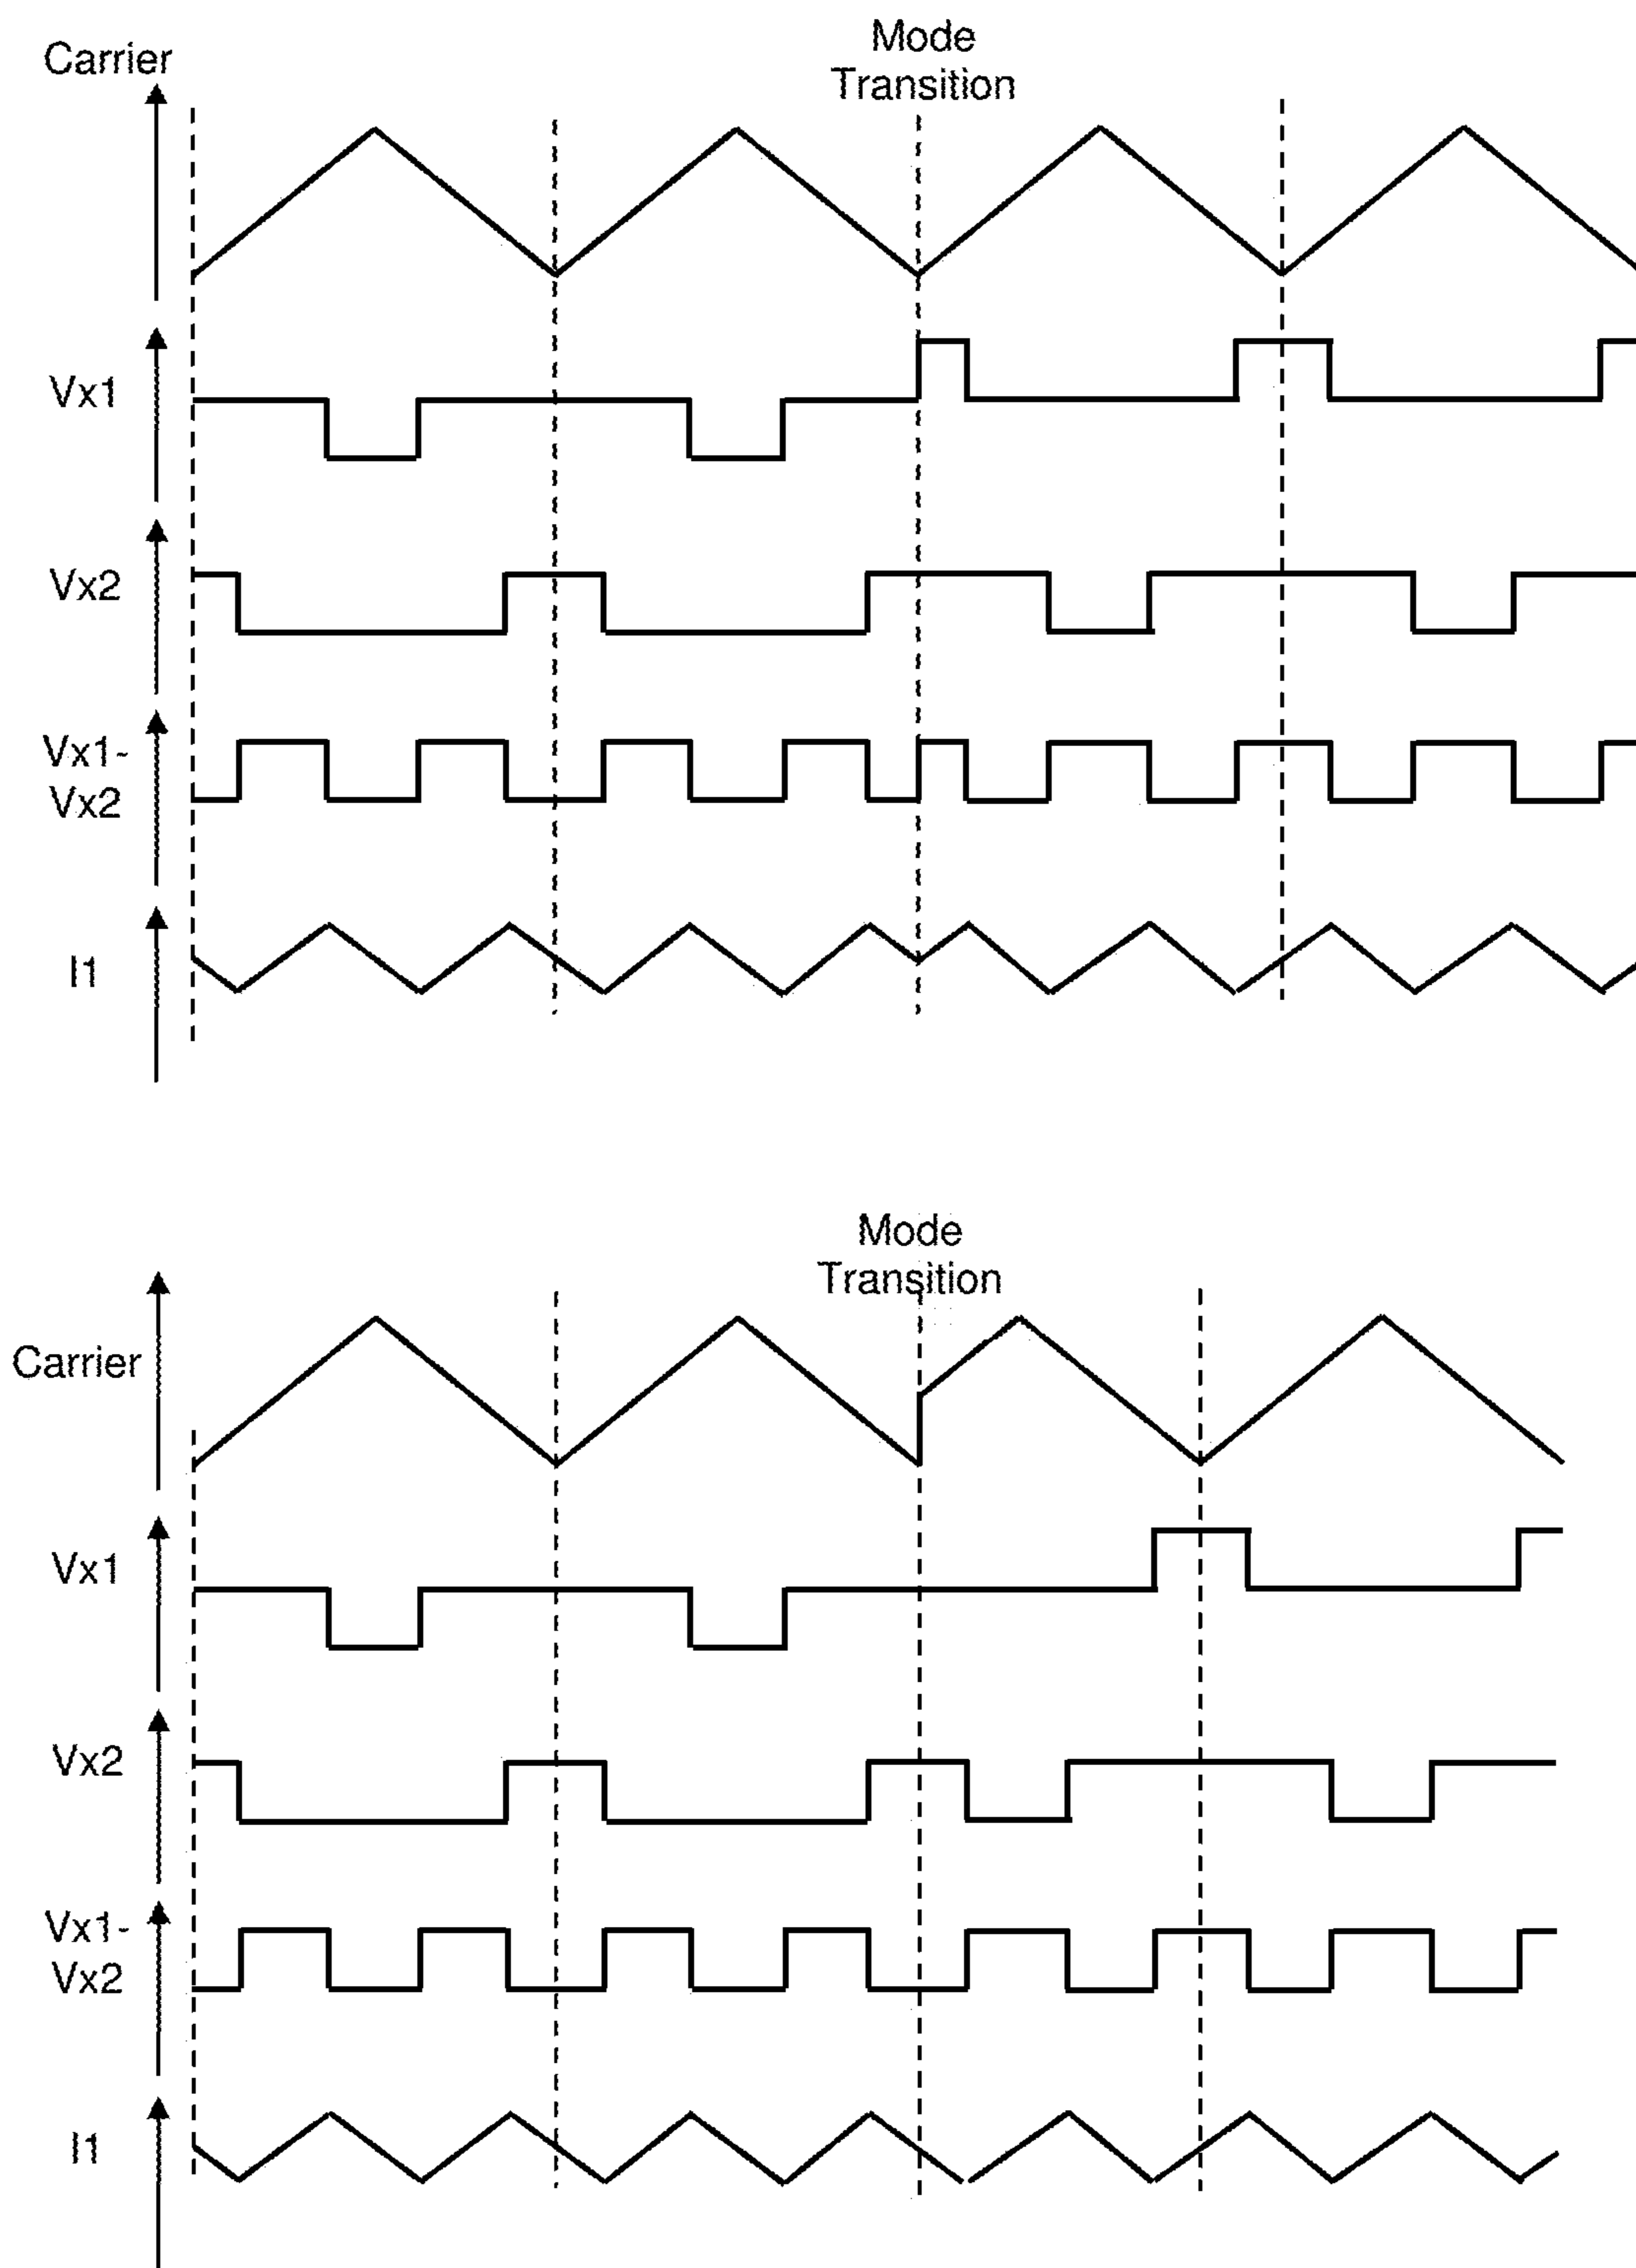 Mode
Transition
Carrier
Vx1
Vx2
Vx1-
Vx2
I1
Mode
Transition
Carrier
Vx1
Vx2
Vx1-
Vx2
I1